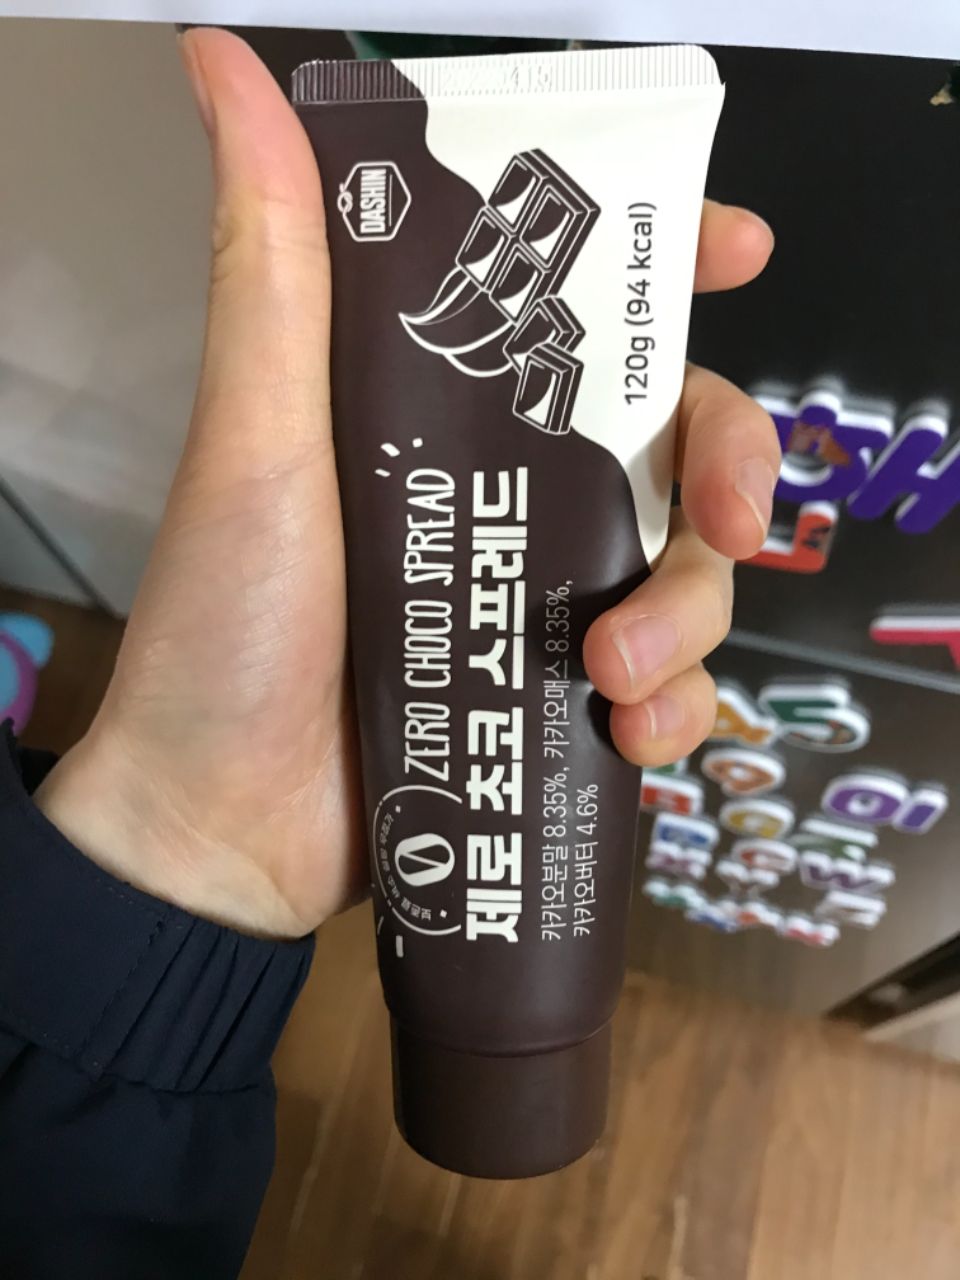 DASHIN
ZERO CHOCO SPREAD
제로 초코 스프레드
카카오분말 8.35%, 카카오매스 8.35%,
카카오버터 4.6%
120g (94 kcal)